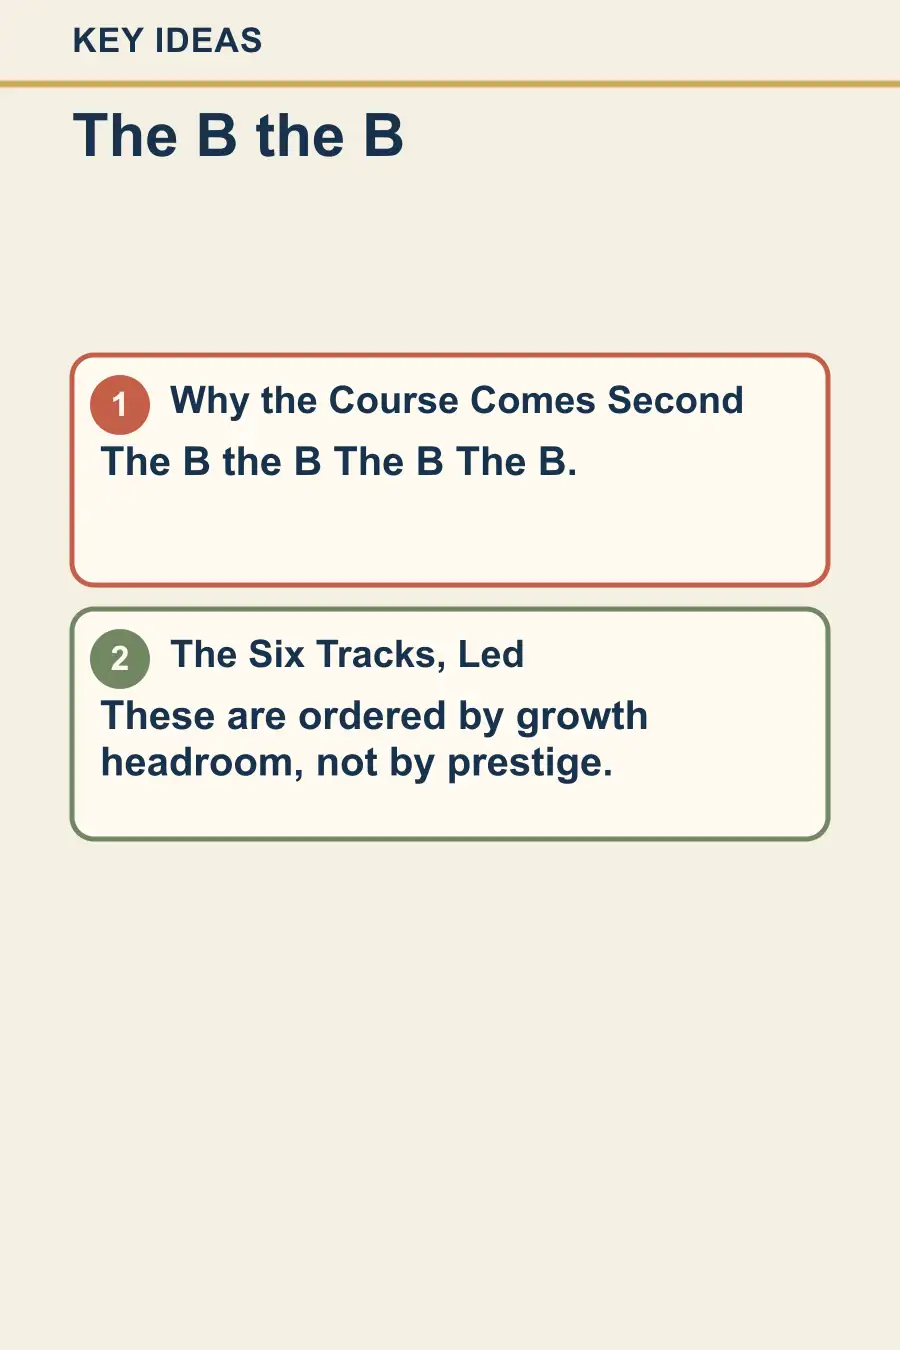 KEY IDEAS
The B the B
1 Why the Course Comes Second
The B the B The B The B.
2 The Six Tracks, Led
These are ordered by growth
headroom, not by prestige.